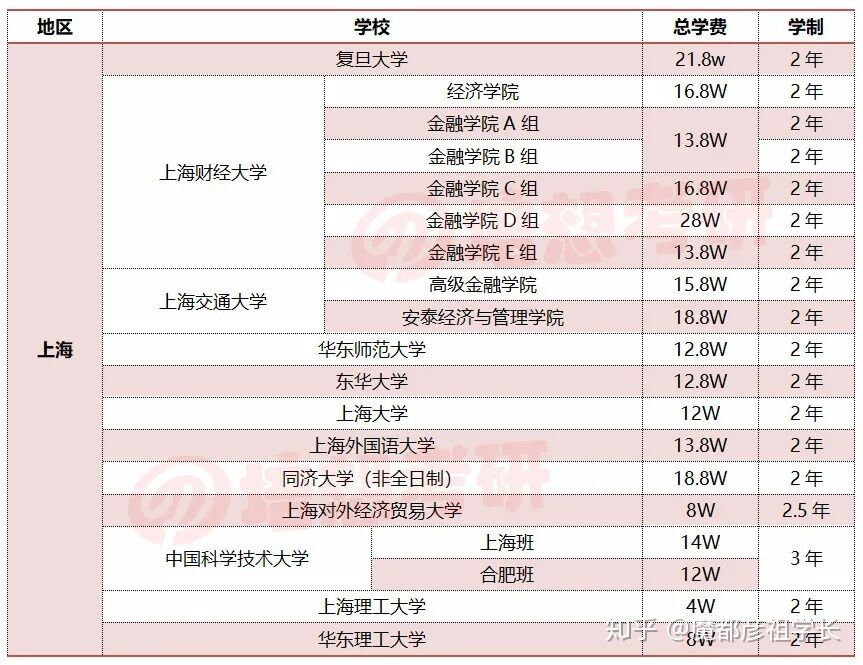 地区 学校 总学费 学制
复旦大学 21.8w 2 年
经济学院 16.8W 2 年
金融学院 A 组 2 年
13.8W
金融学院 B 组 2 年
上海财经大学
金融学院 C 组 16.8W 2 年
金融学院 D 组 28W 2 年
金融学院 E 组 13.8W 2 年
高级金融学院 15.8W 2 年
上海交通大学
安泰经济与管理学院 18.8W 2 年
上海
华东师范大学 12.8W 2 年
东华大学 12.8W 2 年
上海大学 12W 2 年
上海外国语大学 13.8W 2 年
同济大学（非全日制） 18.8W 2 年
上海对外经济贸易大学 8W 2.5 年
上海班 14W
中国科学技术大学 3 年
合肥班 12W
上海理工大学 4W 2 年
华东理工大学 8W 2 年
知乎 @魔都彦祖学长